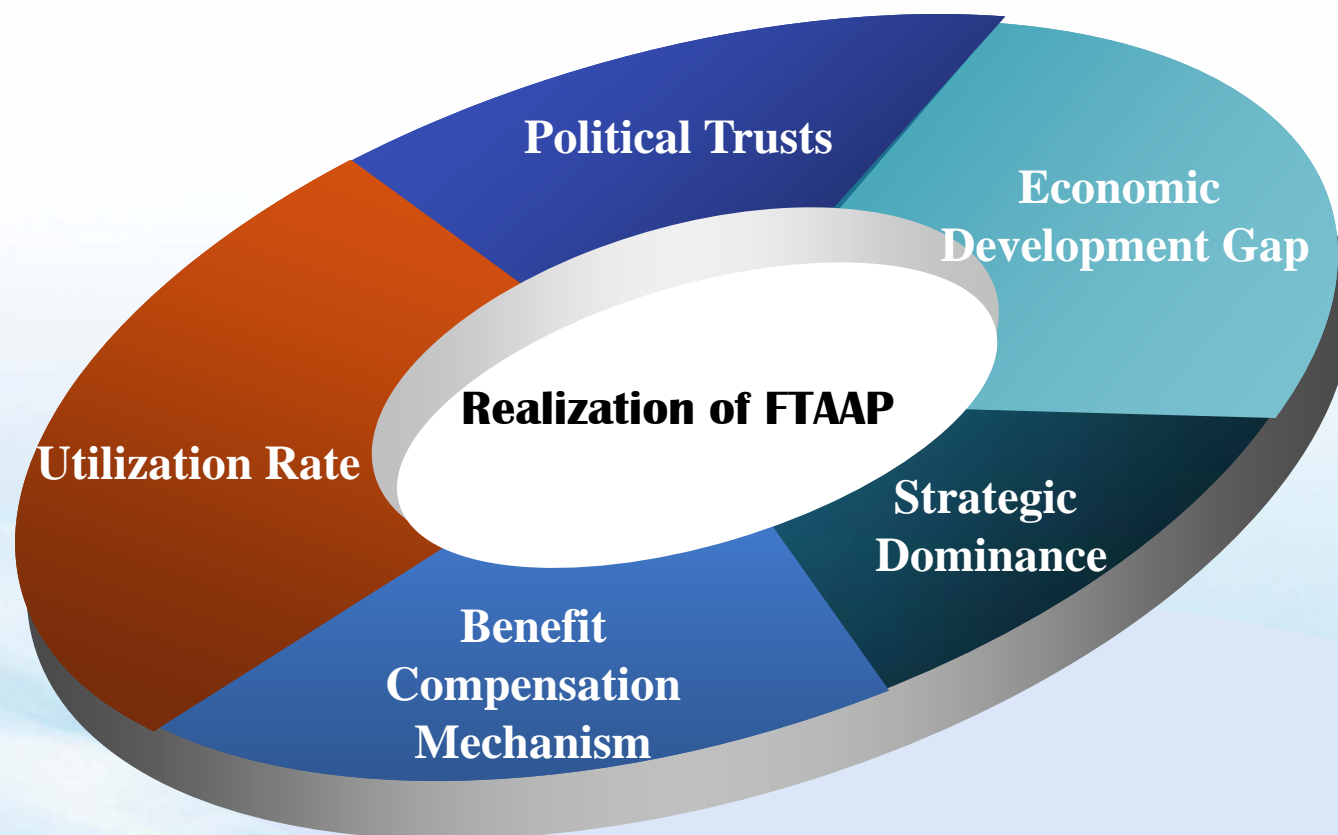 Political Trusts
Economic
Development Gap
Realization of FTAAP
Utilization Rate
Strategic
Dominance
Benefit
Compensation
Mechanism